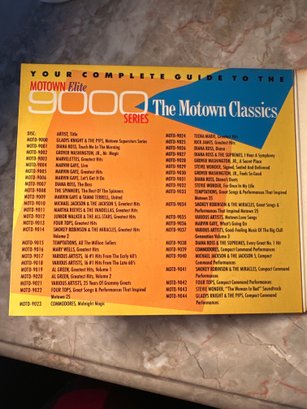 YOUR COMPLETE GUIDE TO THE
MOTOWN Elite
9000
SERIES
The Motown Classics
DISC: ARTIST, Title
MOTD-9000 GLADYS KNIGHT & THE PIPS, Motown Superstars Series
MOTD-9001 DIANA ROSS, Touch Me In The Morning
MOTD-9002 GROVER WASHINGTON, JR., Mr. Magic
MOTD-9003 MARVELETTES, Greatest Hits
MOTD-9004 MARVIN GAYE, Live
MOTD-9005 MARVIN GAYE, Greatest Hits
MOTD-9006 MARVIN GAYE, Let's Get It On
MOTD-9007 DIANA ROSS, The Boss
MOTD-9008 THE SPINNERS, The Best Of The Spinners
MOTD-9009 MARVIN GAYE & TAMMI TERRELL, United
MOTD-9010 MICHAEL JACKSON & THE JACKSON 5, Greatest Hits
MOTD-9011 MARTHA REEVES & THE VANDELLAS, Greatest Hits
MOTD-9012 JUNIOR WALKER & THE ALL STARS, Greatest Hits
MOTD-9013 FOUR TOPS, Greatest Hits
MOTD-9014 SMOKEY ROBINSON & THE MIRACLES, Greatest Hits
Volume 2
MOTD-9015 TEMPTATIONS, All The Million Sellers
MOTD-9016 MARY WELLS, Greatest Hits
MOTD-9017 VARIOUS ARTISTS, 16 #1 Hits From The Early 60's
MOTD-9018 VARIOUS ARTISTS, 16 #1 Hits From The Late 60's
MOTD-9019 AL GREEN, Greatest Hits, Volume 1
MOTD-9020 AL GREEN, Greatest Hits, Volume 2
MOTD-9021 VARIOUS ARTISTS, 25 Years Of Grammy Greats
MOTD-9022 FOUR TOPS, Great Songs And Performances That Inspired
Motown 25
MOTD-9023 COMMODORES, Midnight Magic
MOTD-9024 TEENA MARIE, Greatest Hits
MOTD-9025 RICK JAMES, Greatest Hits
MOTD-9026 DIANA ROSS, Diana
MOTD-9027 DIANA ROSS & THE SUPREMES, I Hear A Symphony
MOTD-9028 GROVER WASHINGTON, JR., A Secret Place
MOTD-9029 STEVIE WONDER, Signed, Sealed And Delivered
MOTD-9030 GROVER WASHINGTON, JR., Feels So Good
MOTD-9031 DIANA ROSS, Diana's Duets
MOTD-9032 STEVIE WONDER, For Once In My Life
MOTD-9033 TEMPTATIONS, Great Songs And Performances That
Inspired Motown 25
MOTD-9034 SMOKEY ROBINSON & THE MIRACLES, Great Songs &
Performances That Inspired Motown 25
MOTD-9035 VARIOUS ARTISTS, Motown Love Songs
MOTD-9036 MARVIN GAYE, What's Going On
MOTD-9037 VARIOUS ARTISTS, Good-Feeling Music Of The Big Chill
Generation Volume 3
MOTD-9038 DIANA ROSS & THE SUPREMES, Every Great No. 1 Hit
MOTD-9039 COMMODORES, Compact Command Performances
MOTD-9040 MICHAEL JACKSON & THE JACKSON 5, Compact
Command Performances
MOTD-9041 SMOKEY ROBINSON & THE MIRACLES, Compact Command
Performances
MOTD-9042 FOUR TOPS, Compact Command Performances
MOTD-9043 STEVIE WONDER, "The Woman In Red" Soundtrack
MOTD-9044 GLADYS KNIGHT & THE PIPS, Compact Command
Performances